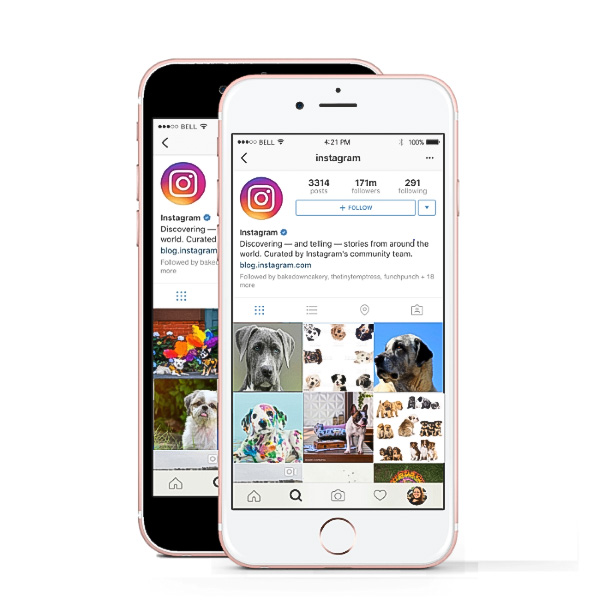 ●●●○○ BELL
Instagram
Discovering
world. Curated
blog.instagram
Followed by baked
more
●●●○○ BELL 4:21 PM 100%
instagram
3314 171m 291
posts followers following
+ FOLLOW
Instagram
Discovering — and telling — stories from around the
world. Curated by Instagram's community team.
blog.instagram.com
Followed by bakedowncakery, thetinytemptress, funchpunch + 18
more